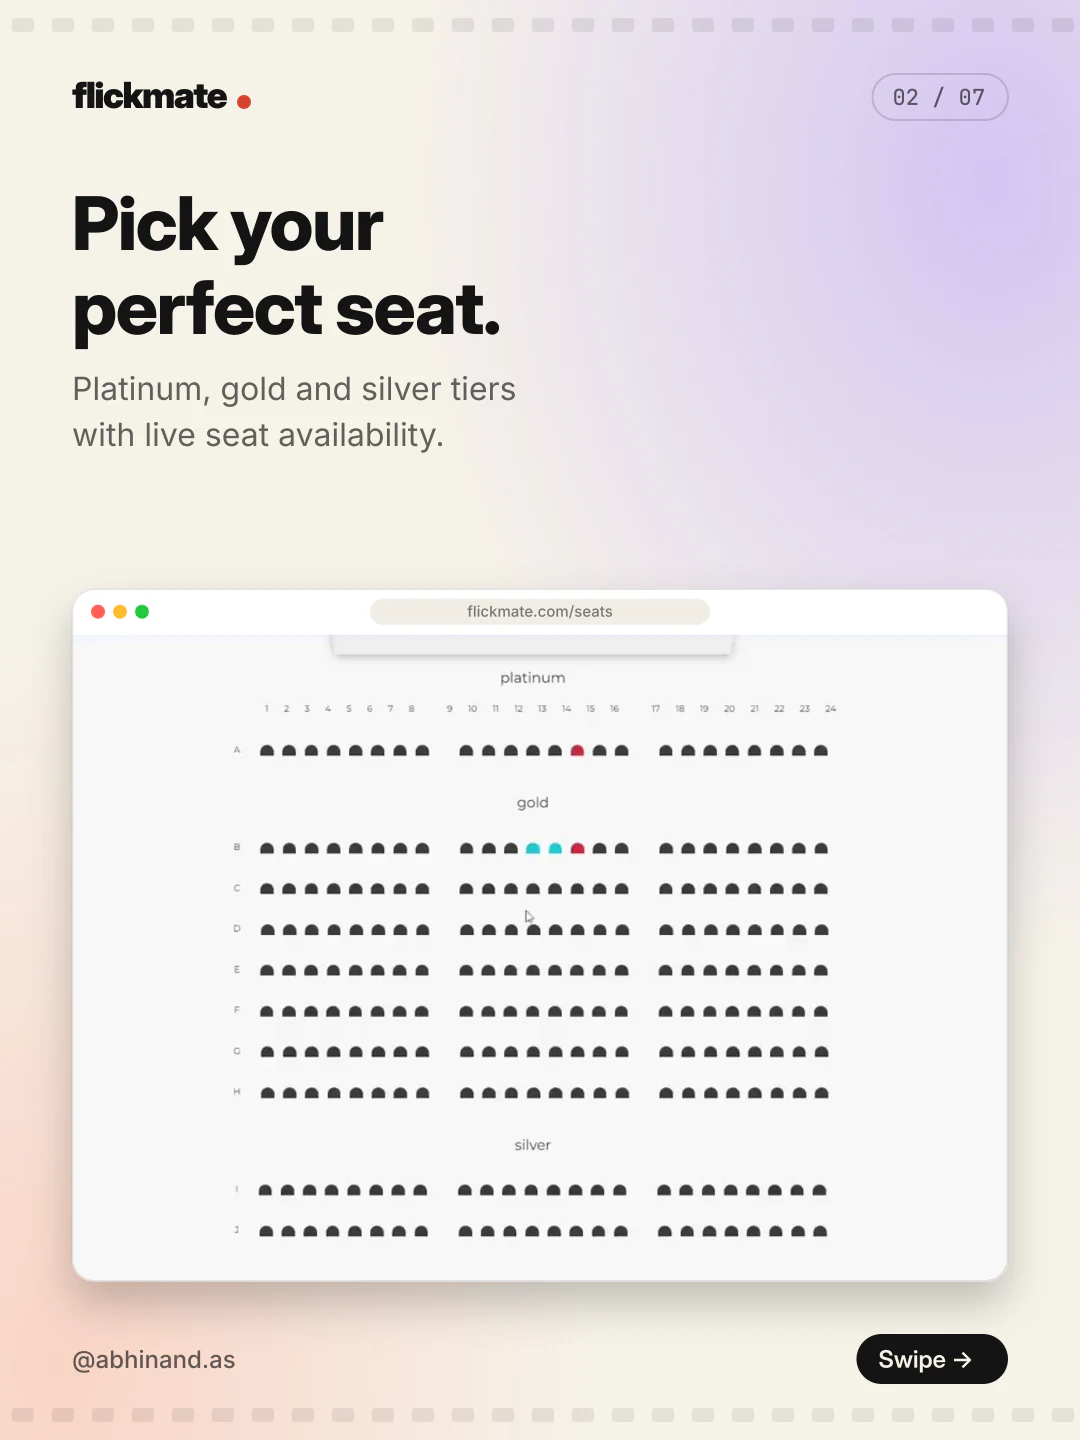 flickmate
02 / 07
Pick your
perfect seat.
Platinum, gold and silver tiers
with live seat availability.
flickmate.com/seats
platinum
1 2 3 4 5 6 7 8 9 10 11 12 13 14 15 16 17 18 19 20 21 22 23 24
A
gold
B
C
D
E
F
G
H
silver
I
J
@abhinand.as
Swipe →